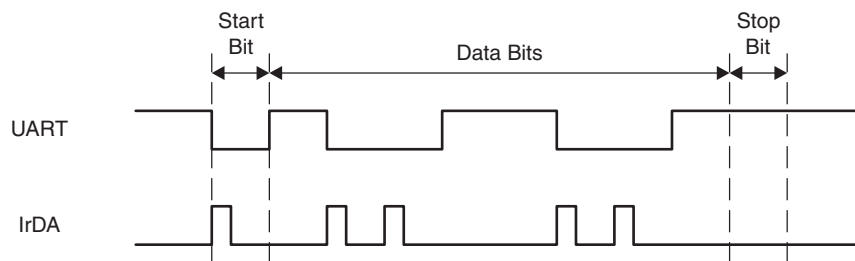 Start
Bit
Data Bits
Stop
Bit
UART
IrDA